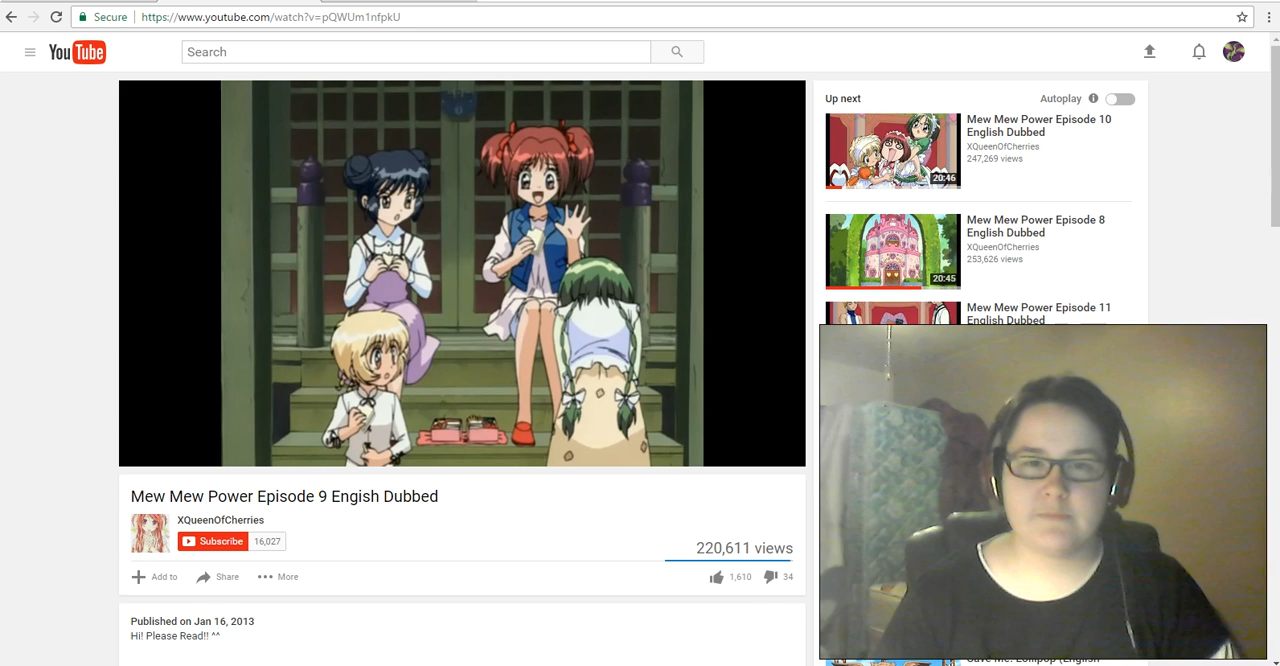 Secure https://www.youtube.com/watch?v=pQWUm1nfpkU
YouTube
Search
Up next
Autoplay
Mew Mew Power Episode 10
English Dubbed
XQueenOfCherries
247,269 views
20:46
Mew Mew Power Episode 8
English Dubbed
XQueenOfCherries
253,626 views
20:45
Mew Mew Power Episode 11
English Dubbed
Mew Mew Power Episode 9 Engish Dubbed
XQueenOfCherries
Subscribe 16,027
220,611 views
Add to Share More
1,610 34
Published on Jan 16, 2013
Hi! Please Read!! ^^